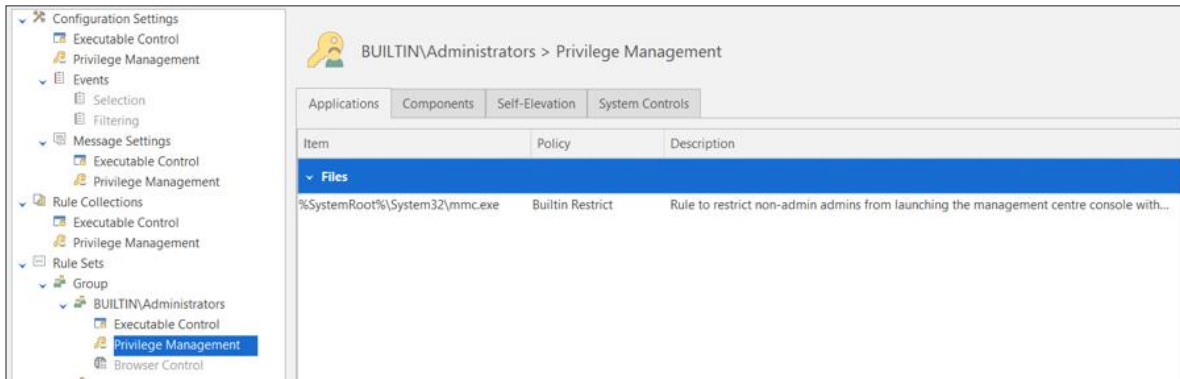 Configuration Settings
Executable Control
Privilege Management
Events
Selection
Filtering
Message Settings
Executable Control
Privilege Management
Rule Collections
Executable Control
Privilege Management
Rule Sets
Group
BUILTIN\Administrators
Executable Control
Privilege Management
Browser Control
BUILTIN\Administrators > Privilege Management
Applications Components Self-Elevation System Controls
Item Policy Description
Files
%SystemRoot%\System32\mmc.exe Builtin Restrict Rule to restrict non-admin admins from launching the management centre console with...